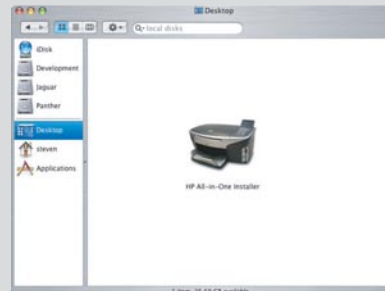 Desktop
local disks
iDisk
Development
Jaguar
Panther
Desktop
steven
Applications
HP All-in-One Installer